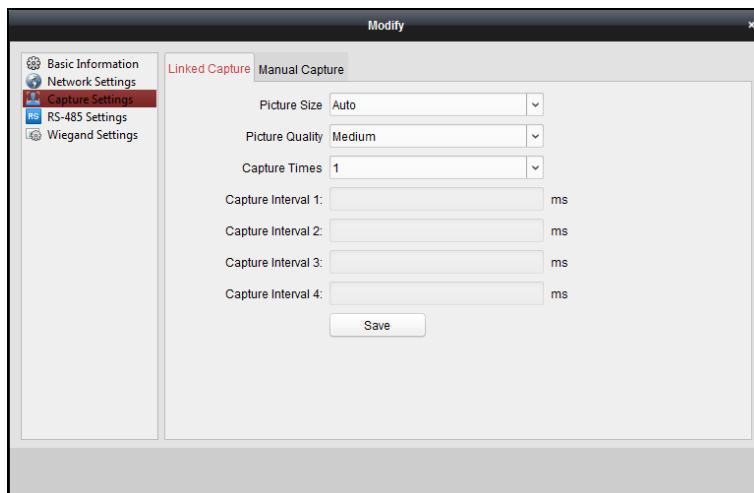 Modify
×
Basic Information
Network Settings
Capture Settings
RS RS-485 Settings
Wiegand Settings
Linked Capture Manual Capture
Picture Size Auto
Picture Quality Medium
Capture Times 1
Capture Interval 1: ms
Capture Interval 2: ms
Capture Interval 3: ms
Capture Interval 4: ms
Save